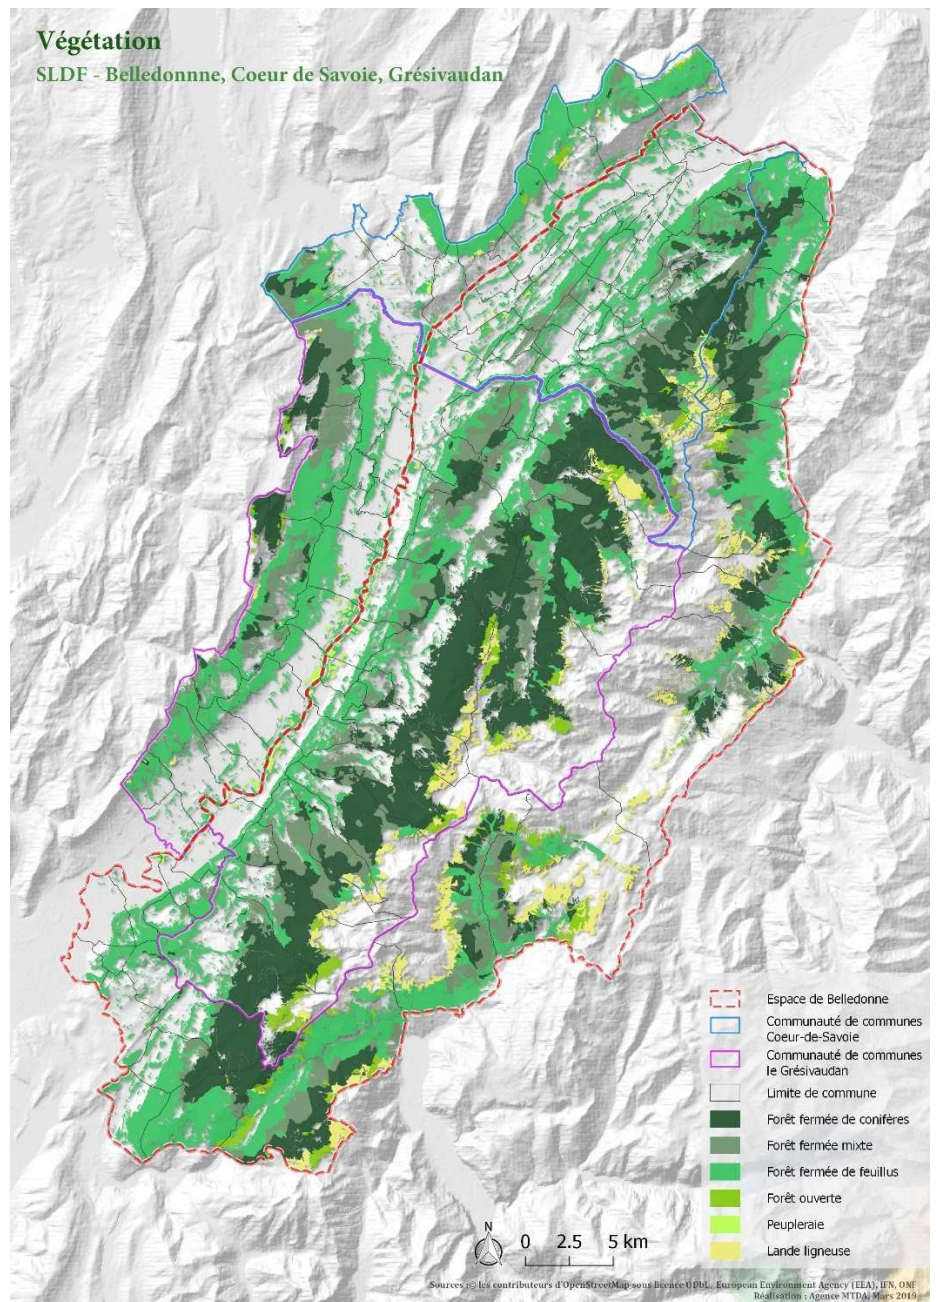 Végétation
SLDF - Belledonnne, Coeur de Savoie, Grésivaudan
Espace de Belledonne
Communauté de communes
Coeur-de-Savoie
Communauté de communes
le Grésivaudan
Limite de commune
Forêt fermée de conifères
Forêt fermée mixte
Forêt fermée de feuillus
Forêt ouverte
Peupleraie
Lande ligneuse
N
0 2.5 5 km
Sources : © les contributeurs d'OpenStreetMap sous licence ODbL, European Environment Agency (EEA), IFN, ONF
Réalisation : Agence MTDA, Mars 2019